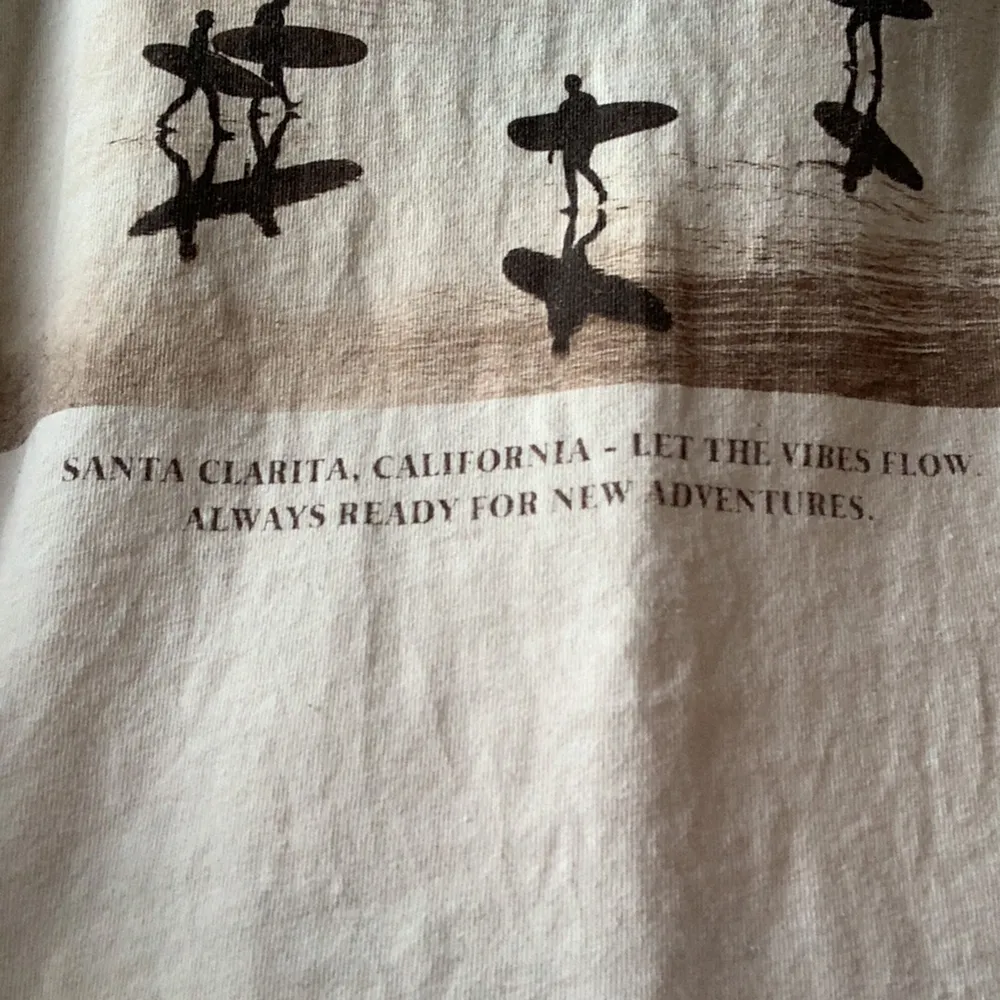 SANTA CLARITA, CALIFORNIA - LET THE VIBES FLOW.
ALWAYS READY FOR NEW ADVENTURES.